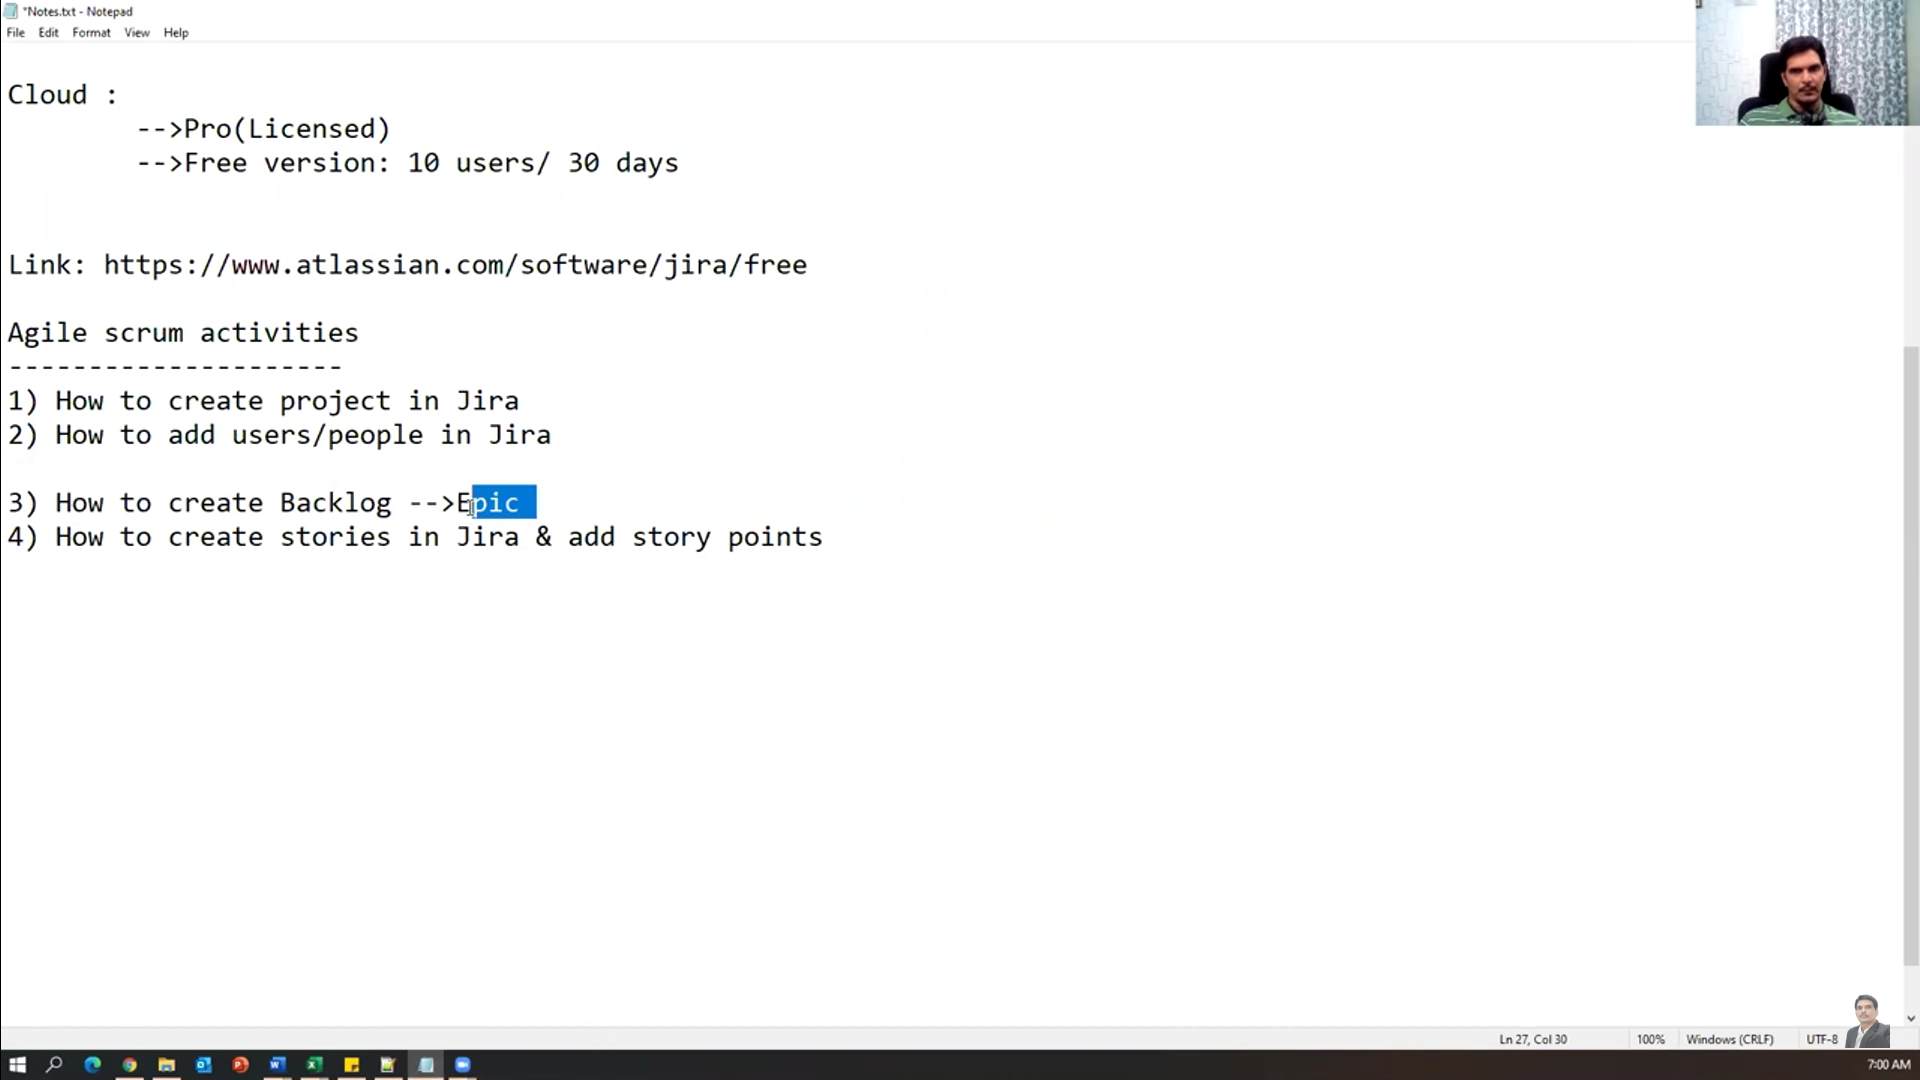 *Notes.txt - Notepad
File Edit Format View Help
Cloud :
-->Pro(Licensed)
-->Free version: 10 users/ 30 days
Link: https://www.atlassian.com/software/jira/free
Agile scrum activities
---------------------
1) How to create project in Jira
2) How to add users/people in Jira
3) How to create Backlog -->Epic
4) How to create stories in Jira & add story points
Ln 27, Col 30 100% Windows (CRLF) UTF-8
7:00 AM